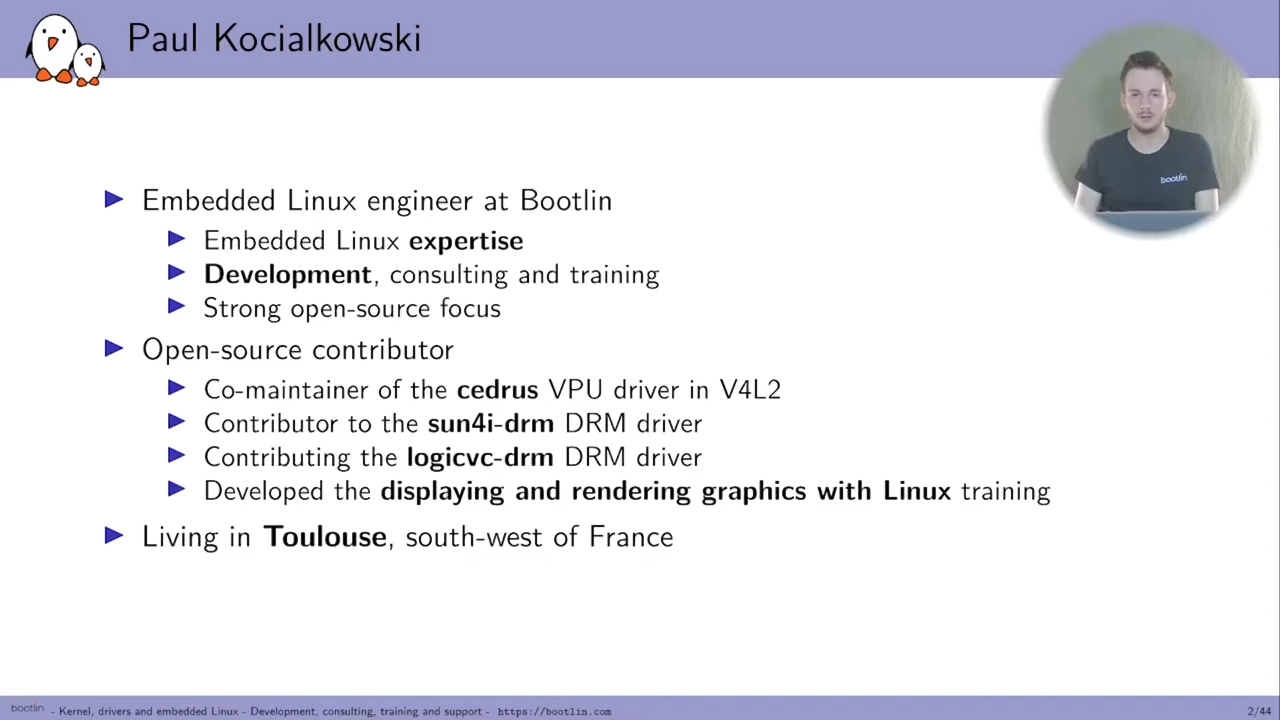 Paul Kocialkowski
bootlin
Embedded Linux engineer at Bootlin
Embedded Linux expertise
Development, consulting and training
Strong open-source focus
Open-source contributor
Co-maintainer of the cedrus VPU driver in V4L2
Contributor to the sun4i-drm DRM driver
Contributing the logicvc-drm DRM driver
Developed the displaying and rendering graphics with Linux training
Living in Toulouse, south-west of France
bootlin - Kernel, drivers and embedded Linux - Development, consulting, training and support - https://bootlin.com 2/44